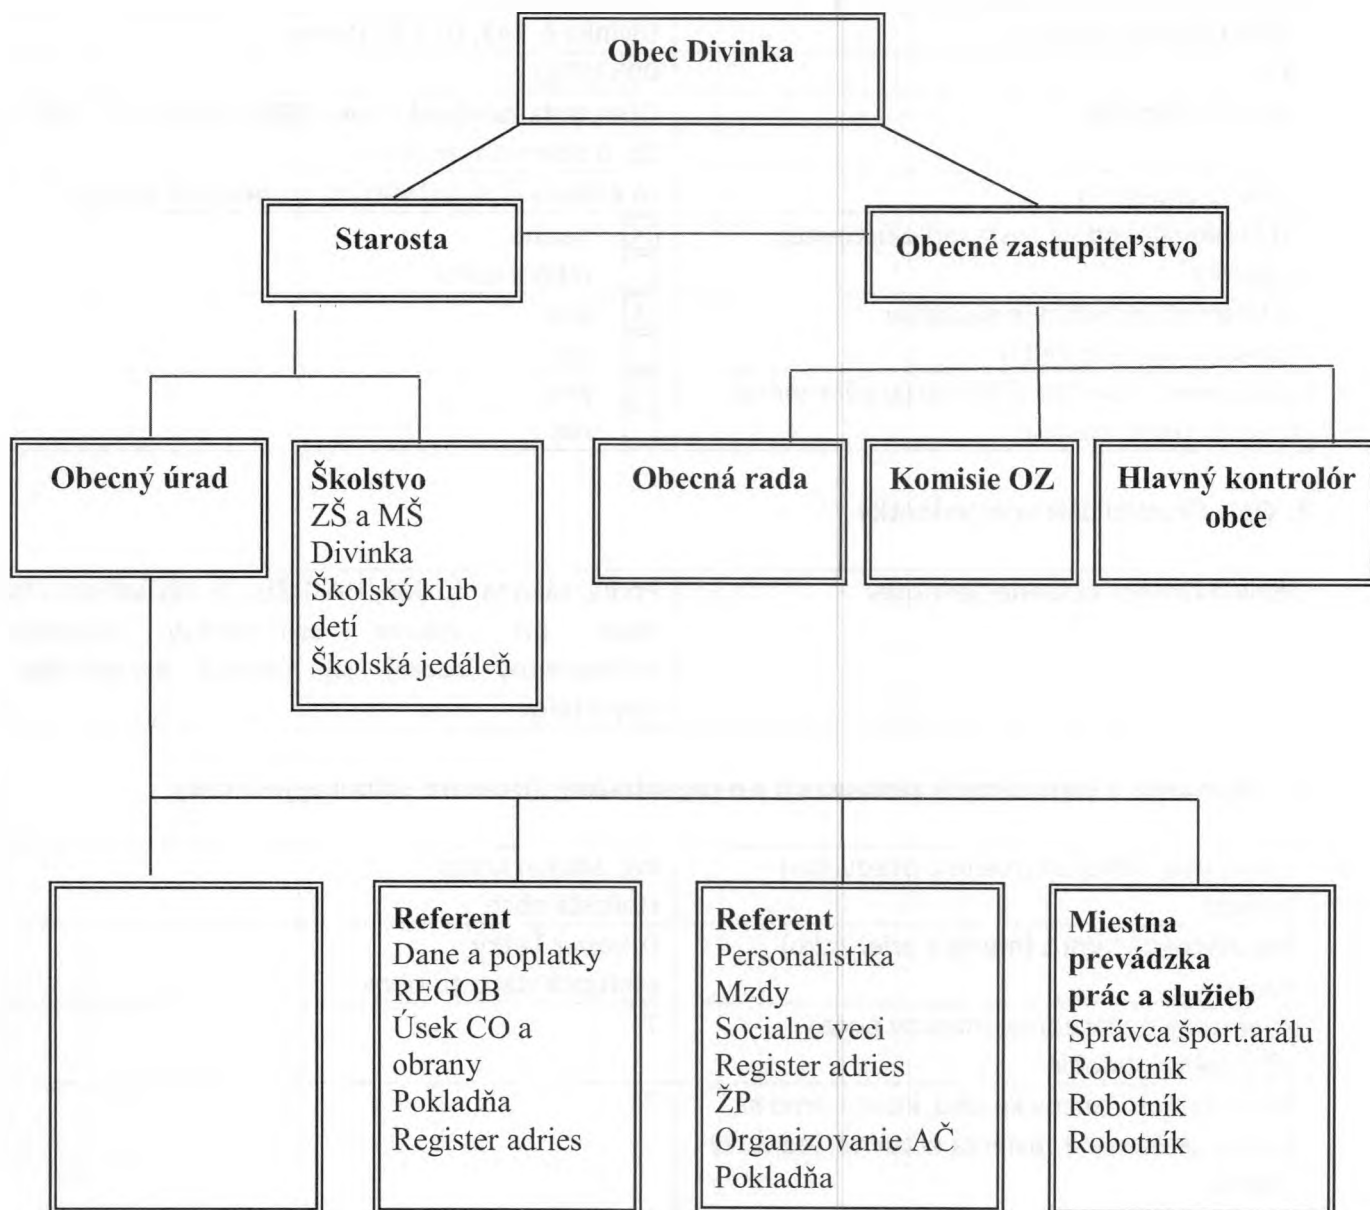 Obec Divinka
Starosta
Obecné zastupiteľstvo
Obecný úrad
Školstvo
ZŠ a MŠ
Divinka
Školský klub
detí
Školská jedáleň
Obecná rada
Komisie OZ
Hlavný kontrolór
obce
Referent
Dane a poplatky
REGOB
Úsek CO a
obrany
Pokladňa
Register adries
Referent
Personalistika
Mzdy
Socialne veci
Register adries
ŽP
Organizovanie AČ
Pokladňa
Miestna
prevádzka
prác a služieb
Správca šport.arálu
Robotník
Robotník
Robotník